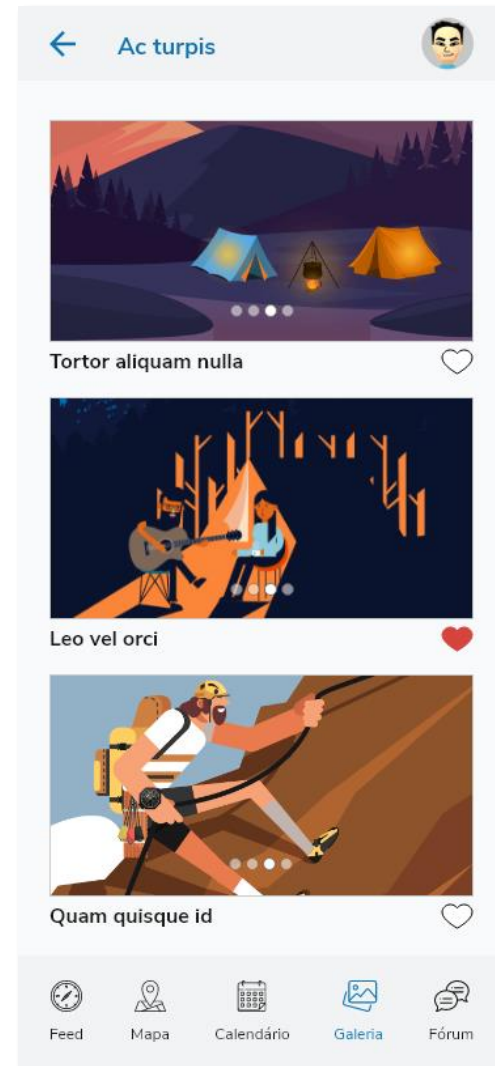 Ac turpis
Tortor aliquam nulla
Leo vel orci
Quam quisque id
Feed Mapa Calendário Galeria Fórum